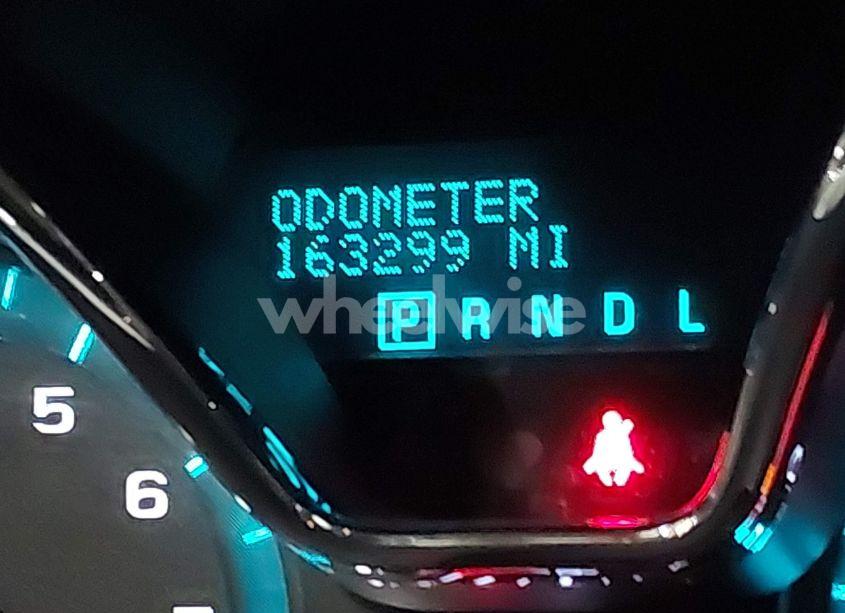 ODOMETER
163299 MI
P R N D L
wheelwise
5
6